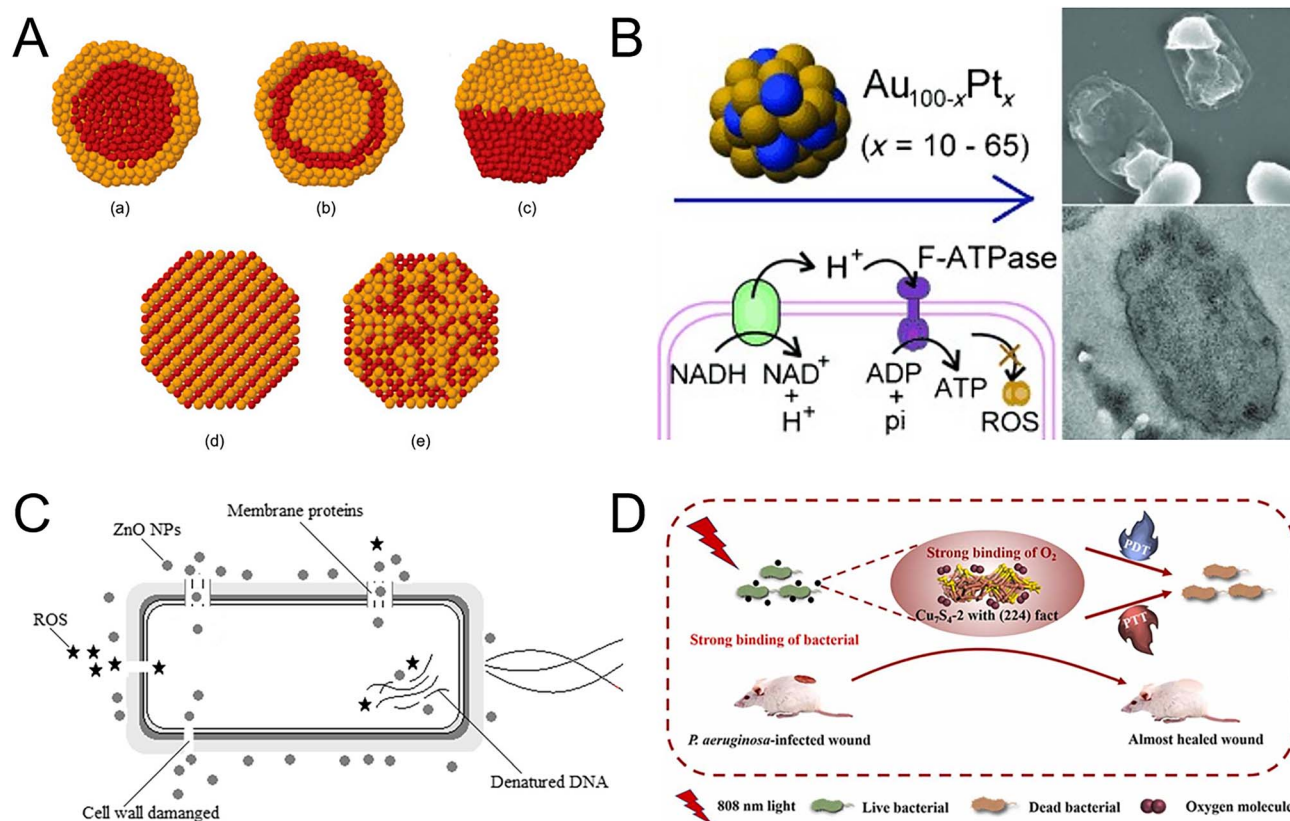 A
(a)
(b)
(c)
(d)
(e)
B
Au100-xPtx
(x = 10 - 65)
H+
F-ATPase
NADH
NAD+
+
H+
ADP
+
pi
ATP
ROS
C
ZnO NPs
Membrane proteins
ROS
Cell wall damaged
Denatured DNA
D
Strong binding of O2
Cu7S4-2 with (224) fact
PDT
PTT
Strong binding of bacterial
P. aeruginosa-infected wound
Almost healed wound
808 nm light
Live bacterial
Dead bacterial
Oxygen molecule